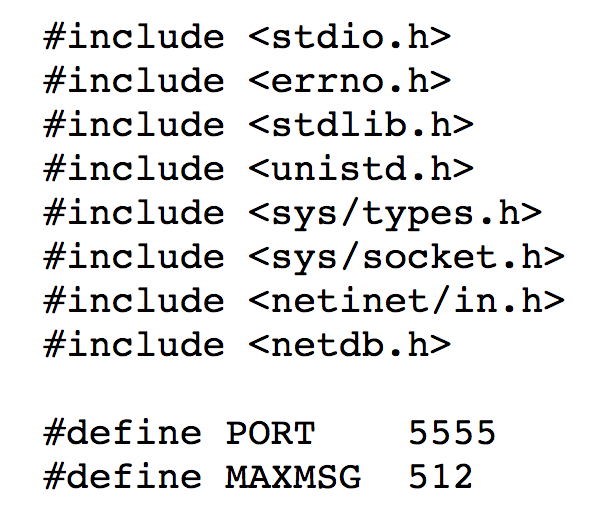 #include <stdio.h>
#include <errno.h>
#include <stdlib.h>
#include <unistd.h>
#include <sys/types.h>
#include <sys/socket.h>
#include <netinet/in.h>
#include <netdb.h>

#define PORT    5555
#define MAXMSG  512